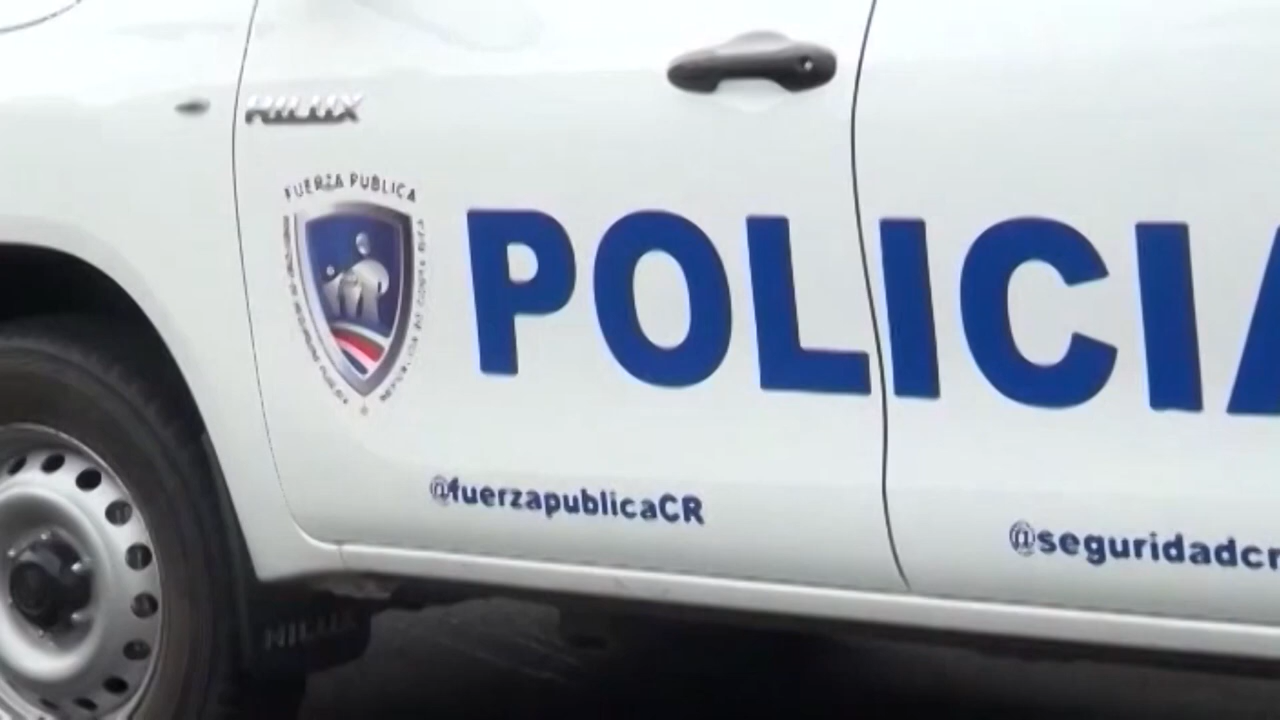 HILUX
FUERZA PUBLICA
POLICIA
@fuerzapublicaCR
@seguridadcr
HILUX